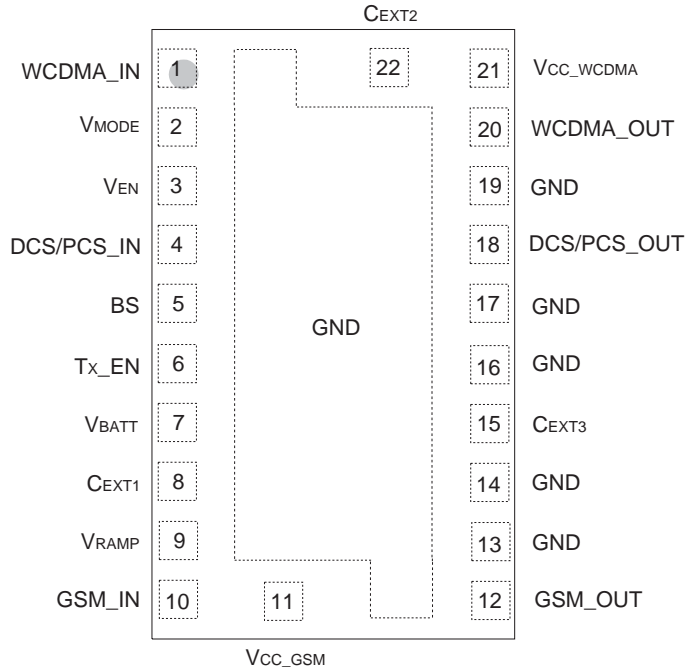 CEXT2
WCDMA_IN 1 22 21 VCC_WCDMA
VMODE 2 20 WCDMA_OUT
VEN 3 19 GND
DCS/PCS_IN 4 18 DCS/PCS_OUT
BS 5 17 GND
GND
TX_EN 6 16 GND
VBATT 7 15 CEXT3
CEXT1 8 14 GND
VRAMP 9 13 GND
GSM_IN 10 11 12 GSM_OUT
VCC_GSM